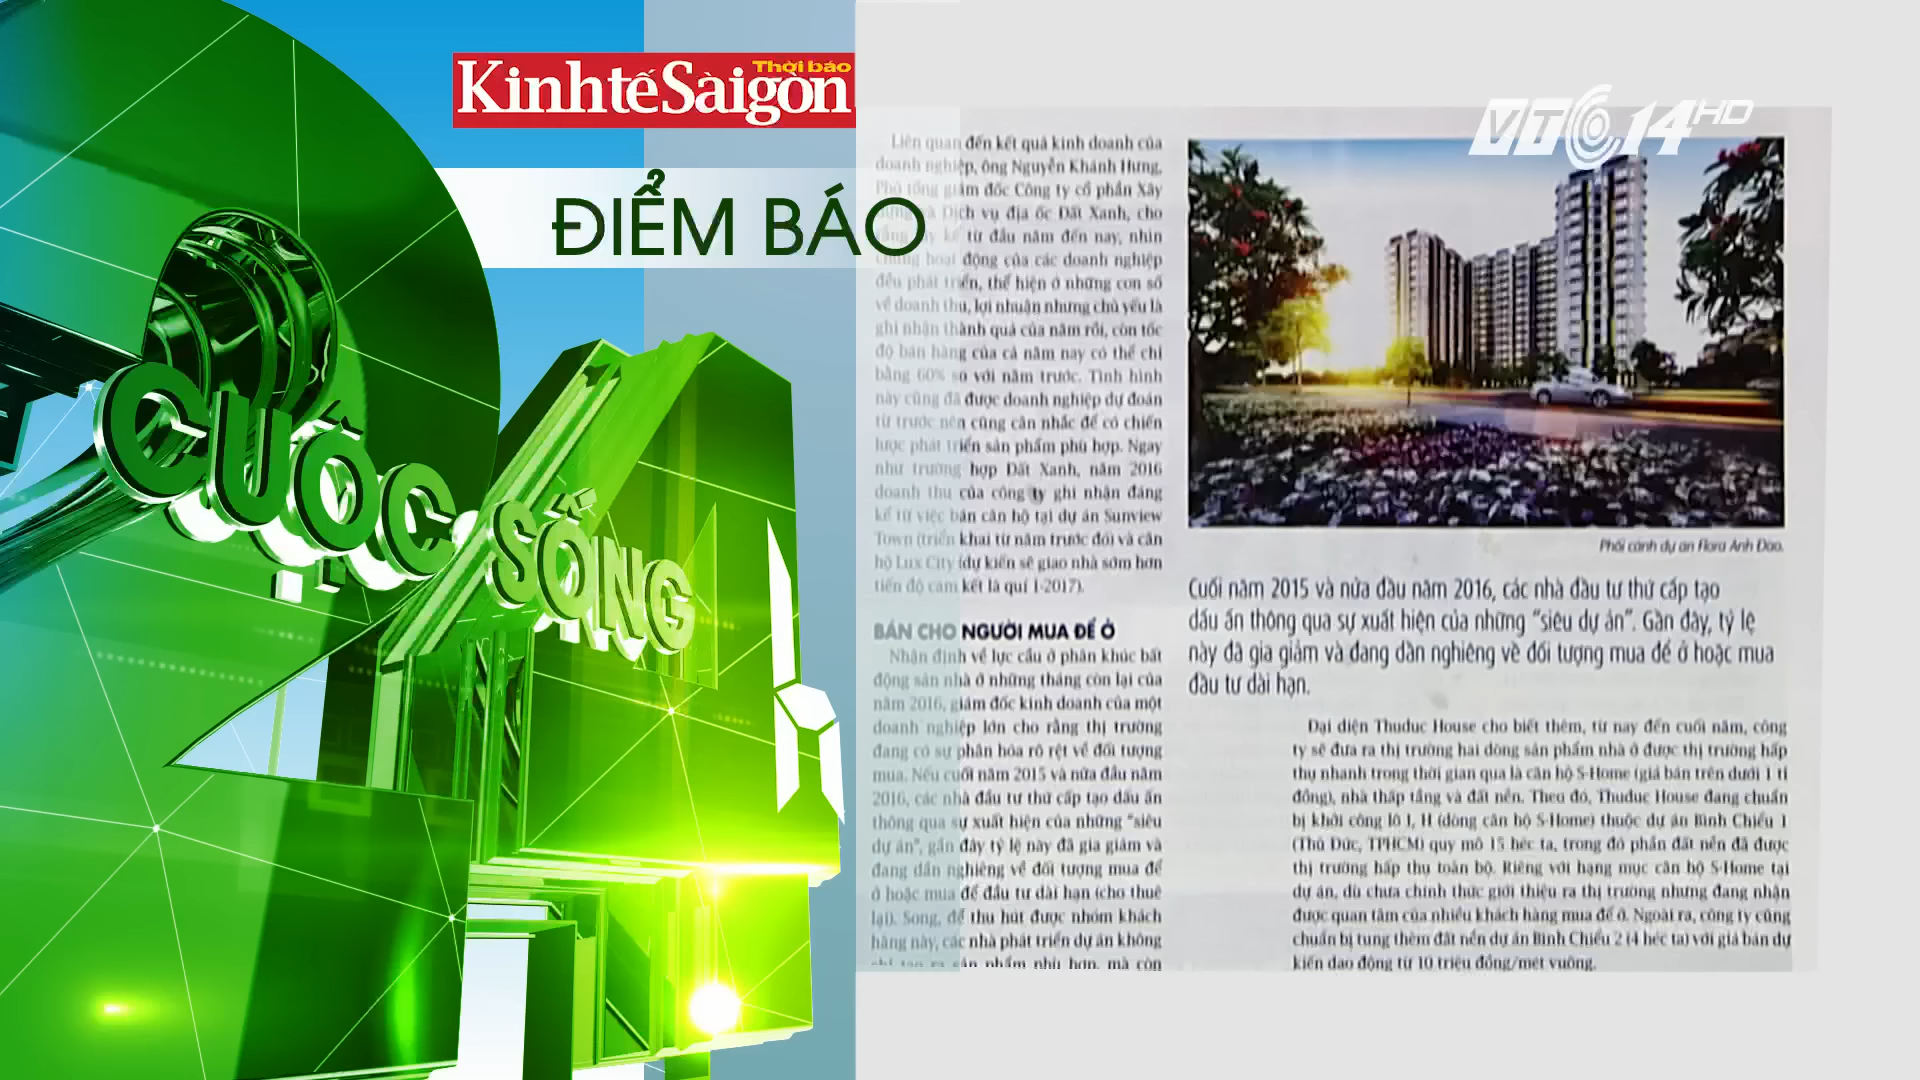 Thời báo
Kinh tế Sài gòn
ĐIỂM BÁO
CUỘC SỐNG
24h
VTC14 HD
Liên quan đến kết quả kinh doanh của
doanh nghiệp, ông Nguyễn Khánh Hưng,
Phó tổng giám đốc Công ty cổ phần Xây
dựng và Dịch vụ địa ốc Đất Xanh, cho
rằng kể từ đầu năm đến nay, nhìn
chung hoạt động của các doanh nghiệp
đều phát triển, thể hiện ở những con số
về doanh thu, lợi nhuận nhưng chủ yếu là
ghi nhận thành quả của năm rồi, còn tốc
độ bán hàng của cả năm nay có thể chỉ
bằng 60% so với năm trước. Tình hình
này cũng đã được doanh nghiệp dự đoán
từ trước nên cũng cân nhắc để có chiến
lược phát triển sản phẩm phù hợp. Ngay
như trường hợp Đất Xanh, năm 2016
doanh thu của công ty ghi nhận đáng
kể từ việc bán căn hộ tại dự án Sunview
Town (triển khai từ năm trước đó) và căn
hộ Lux City (dự kiến sẽ giao nhà sớm hơn
tiến độ cam kết là quí 1-2017).
BÁN CHO NGƯỜI MUA ĐỂ Ở
Nhận định về lực cầu ở phân khúc bất
động sản nhà ở những tháng còn lại của
năm 2016, giám đốc kinh doanh của một
doanh nghiệp lớn cho rằng thị trường
đang có sự phân hóa rõ rệt về đối tượng
mua. Nếu cuối năm 2015 và nửa đầu năm
2016, các nhà đầu tư thứ cấp tạo dấu ấn
thông qua sự xuất hiện của những "siêu
dự án", gần đây tỷ lệ này đã gia giảm và
đang dần nghiêng về đối tượng mua để
ở hoặc mua để đầu tư dài hạn (cho thuê
lại). Song, để thu hút được nhóm khách
hàng này, các nhà phát triển dự án không
chỉ tạo ra sản phẩm phù hợp, mà còn
Phối cảnh dự án Flora Anh Đào.
Cuối năm 2015 và nửa đầu năm 2016, các nhà đầu tư thứ cấp tạo
dấu ấn thông qua sự xuất hiện của những "siêu dự án". Gần đây, tỷ lệ
này đã gia giảm và đang dần nghiêng về đối tượng mua để ở hoặc mua
đầu tư dài hạn.
Đại diện Thuduc House cho biết thêm, từ nay đến cuối năm, công
ty sẽ đưa ra thị trường hai dòng sản phẩm nhà ở được thị trường hấp
thụ nhanh trong thời gian qua là căn hộ S-Home (giá bán trên dưới 1 tỉ
đồng), nhà thấp tầng và đất nền. Theo đó, Thuduc House đang chuẩn
bị khởi công lô I, H (dòng căn hộ S-Home) thuộc dự án Bình Chiểu 1
(Thủ Đức, TPHCM) quy mô 15 héc ta, trong đó phần đất nền đã được
thị trường hấp thụ toàn bộ. Riêng với hạng mục căn hộ S-Home tại
dự án, dù chưa chính thức giới thiệu ra thị trường nhưng đang nhận
được quan tâm của nhiều khách hàng mua để ở. Ngoài ra, công ty cũng
chuẩn bị tung thêm đất nền dự án Bình Chiểu 2 (4 héc ta) với giá bán dự
kiến dao động từ 10 triệu đồng/mét vuông.